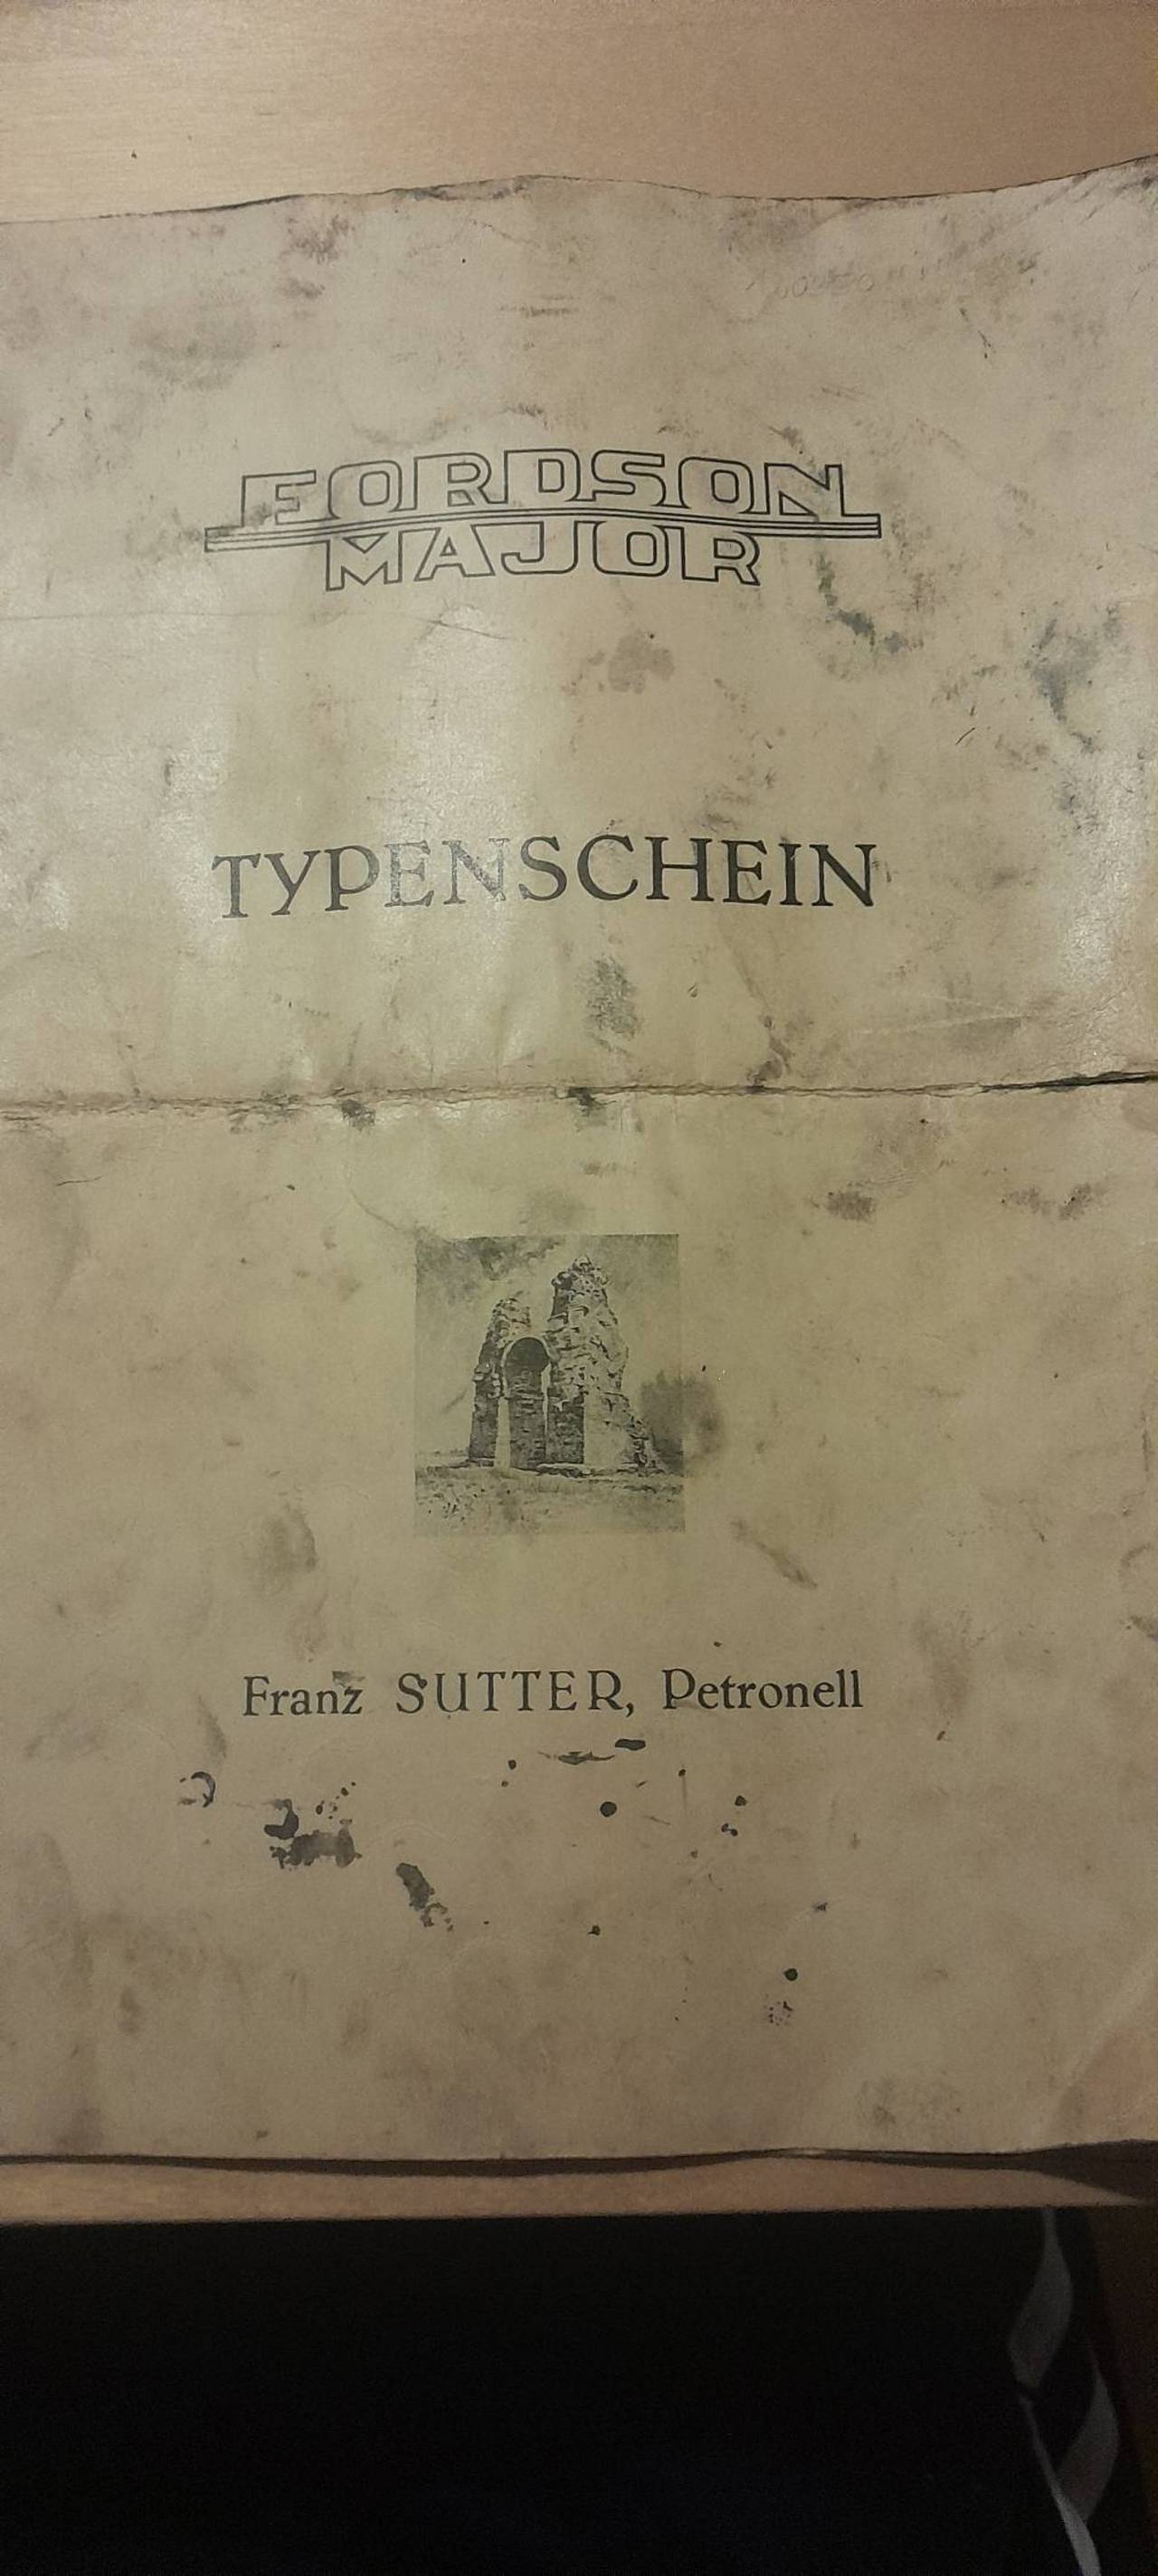 FORDSON
MAJOR
TYPENSCHEIN
Franz SUTTER, Petronell